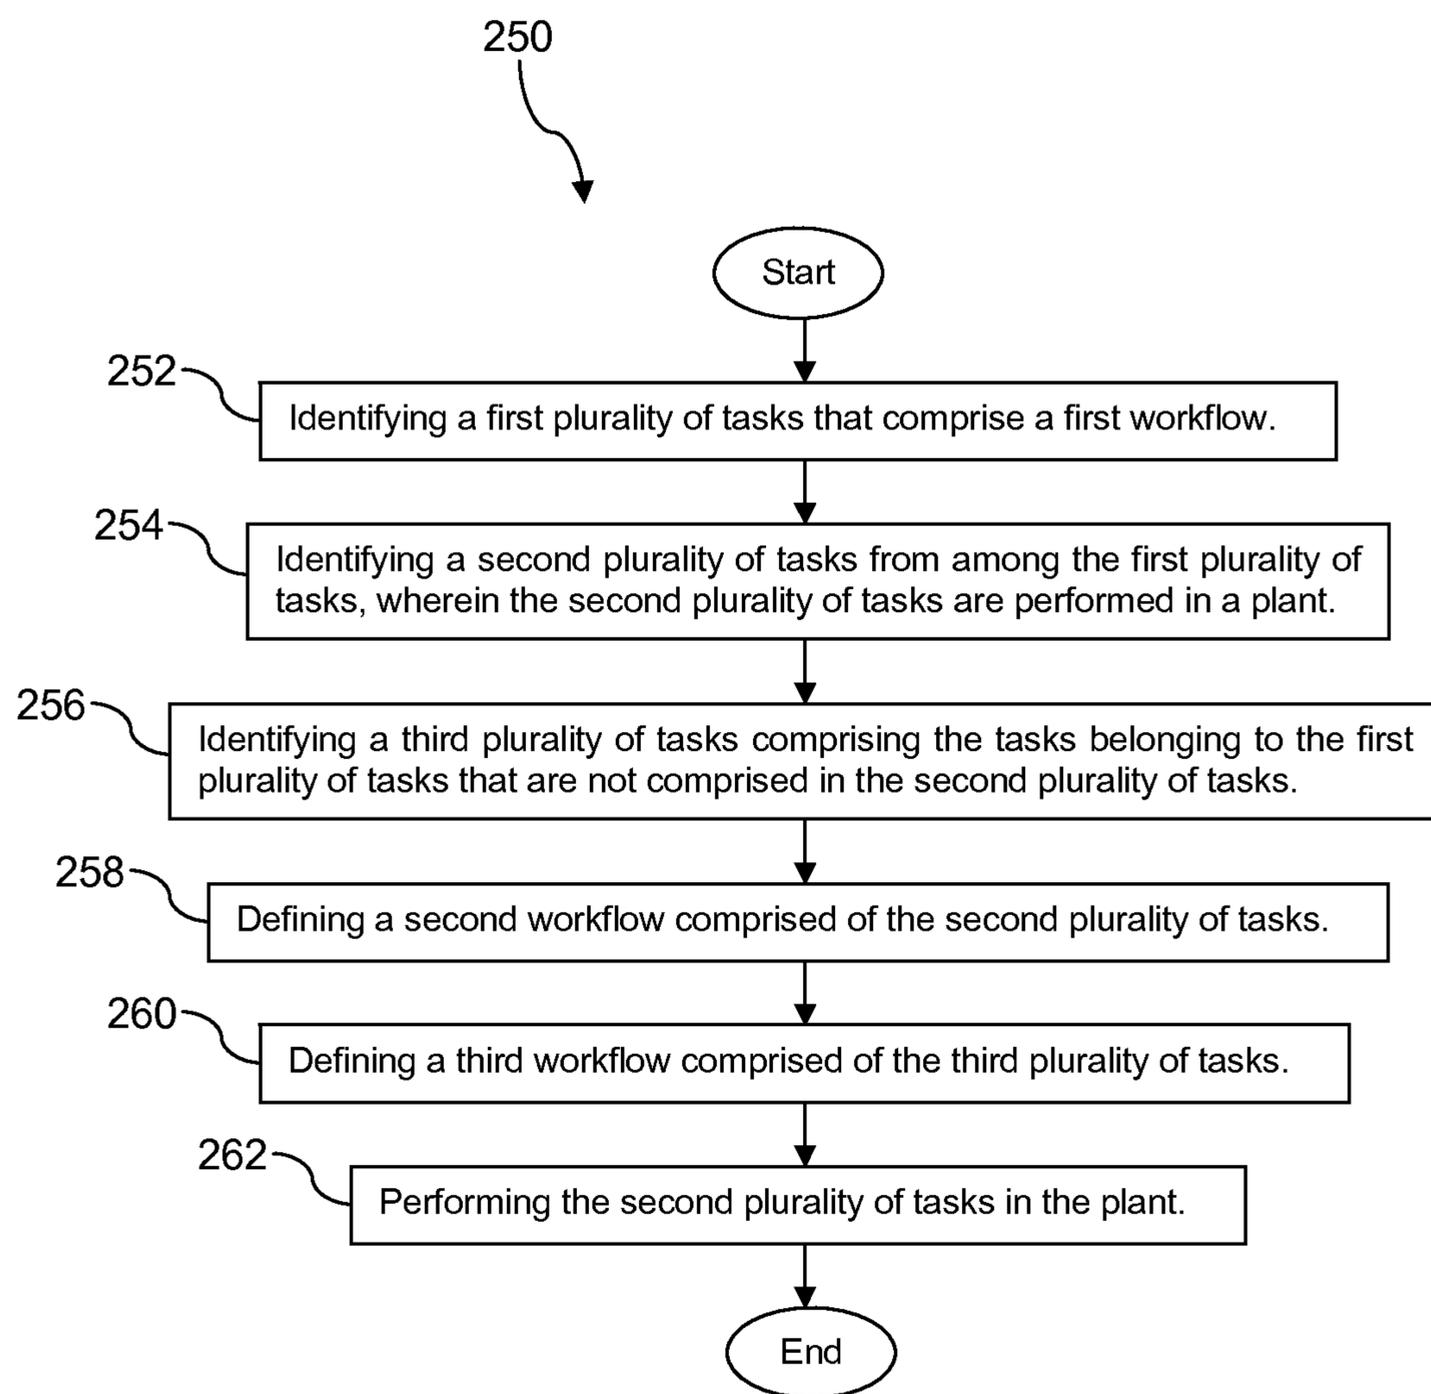 250
Start
252
Identifying a first plurality of tasks that comprise a first workflow.
254
Identifying a second plurality of tasks from among the first plurality of
tasks, wherein the second plurality of tasks are performed in a plant.
256
Identifying a third plurality of tasks comprising the tasks belonging to the first
plurality of tasks that are not comprised in the second plurality of tasks.
258
Defining a second workflow comprised of the second plurality of tasks.
260
Defining a third workflow comprised of the third plurality of tasks.
262
Performing the second plurality of tasks in the plant.
End